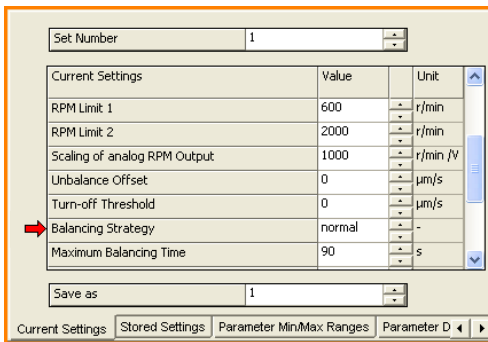 Set Number 1
Current Settings Value Unit
RPM Limit 1 600 r/min
RPM Limit 2 2000 r/min
Scaling of analog RPM Output 1000 r/min /V
Unbalance Offset 0 µm/s
Turn-off Threshold 0 µm/s
Balancing Strategy normal -
Maximum Balancing Time 90 s
Save as 1
Current Settings Stored Settings Parameter Min/Max Ranges Parameter D